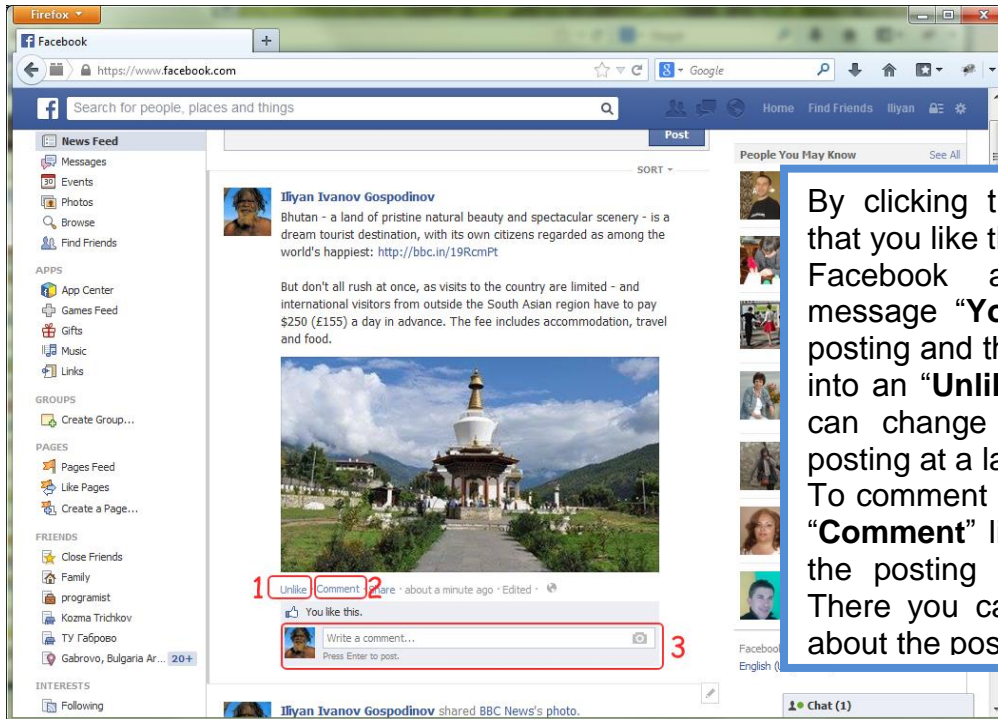 Firefox
Facebook
https://www.facebook.com
Google
Search for people, places and things
Home Find Friends Iliyan
News Feed
Messages
Events
Photos
Browse
Find Friends
APPS
App Center
Games Feed
Gifts
Music
Links
GROUPS
Create Group...
PAGES
Pages Feed
Like Pages
Create a Page...
FRIENDS
Close Friends
Family
programist
Kozma Trichkov
ТУ Габрово
Gabrovo, Bulgaria Ar... 20+
INTERESTS
Following
Post
SORT
Iliyan Ivanov Gospodinov
Bhutan - a land of pristine natural beauty and spectacular scenery - is a
dream tourist destination, with its own citizens regarded as among the
world's happiest: http://bbc.in/19RcmPt
But don't all rush at once, as visits to the country are limited - and
international visitors from outside the South Asian region have to pay
$250 (£155) a day in advance. The fee includes accommodation, travel
and food.
1 Unlike Comment 2 Share · about a minute ago · Edited ·
You like this.
Write a comment...
Press Enter to post.
3
Iliyan Ivanov Gospodinov shared BBC News's photo.
People You May Know See All
By clicking
that you like
Facebook
message “
posting and
into an “
can change
posting at a
To comment
“Comment”
the posting
There you
about the
English
Chat (1)